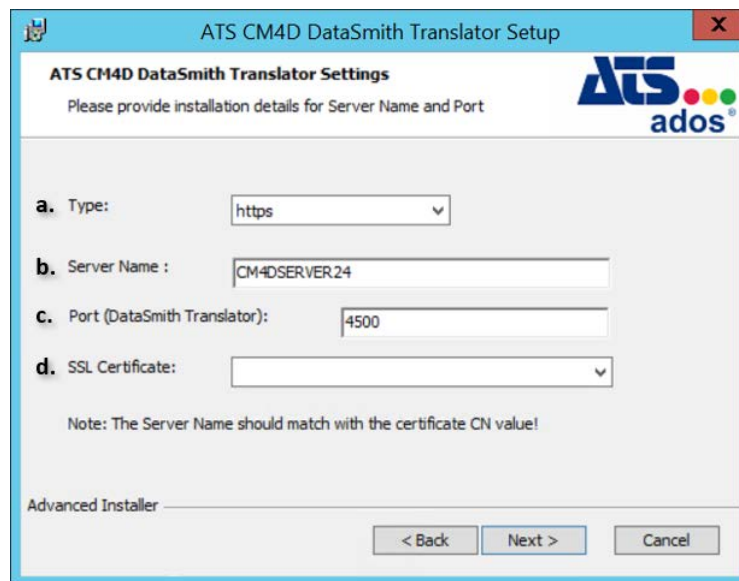 ATS CM4D DataSmith Translator Setup
X
ATS CM4D DataSmith Translator Settings
Please provide installation details for Server Name and Port
ATS
ados®
a. Type: https
b. Server Name : CM4DSERVER24
c. Port (DataSmith Translator): 4500
d. SSL Certificate:
Note: The Server Name should match with the certificate CN value!
Advanced Installer
< Back Next > Cancel